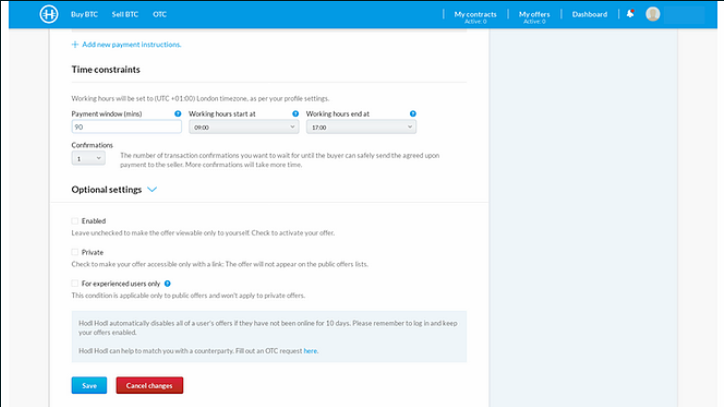 H Buy BTC Sell BTC OTC My contracts My offers Dashboard
Active: 0 Active: 0
+ Add new payment instructions.
Time constraints
Working hours will be set to (UTC +01:00) London timezone, as per your profile settings.
Payment window (mins) ? Working hours start at ? Working hours end at ?
90 09:00 17:00
Confirmations
1 The number of transaction confirmations you want to wait for until the buyer can safely send the agreed upon
payment to the seller. More confirmations will take more time.
Optional settings
Enabled
Leave unchecked to make the offer viewable only to yourself. Check to activate your offer.
Private
Check to make your offer accessible only with a link: The offer will not appear on the public offers lists.
For experienced users only ?
This condition is applicable only to public offers and won't apply to private offers.
Hodl Hodl automatically disables all of a user's offers if they have not been online for 10 days. Please remember to log in and keep
your offers enabled.
Hodl Hodl can help to match you with a counterparty. Fill out an OTC request here.
Save Cancel changes